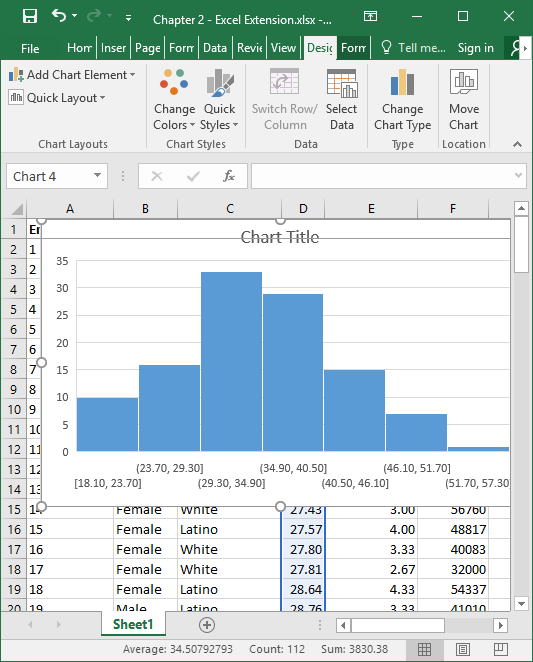 Chapter 2 - Excel Extension.xlsx -...
File Hor Inser Page Forr Data Revi View Desig Form Tell me... Sign in
Add Chart Element
Quick Layout
Change Colors
Quick Styles
Switch Row/ Column
Select Data
Change Chart Type
Move Chart
Chart Layouts Chart Styles Data Type Location
Chart 4 fx
A B C D E F
Chart Title
1 Er
2 1
3 2
4 3
5 4
6 5
7 6
8 7
9 8
10 9
11 10
12 11
13 12
14 13
35
30
25
20
15
10
5
0
(23.70, 29.30] (34.90, 40.50] (46.10, 51.70]
[18.10, 23.70] (29.30, 34.90] (40.50, 46.10] (51.70, 57.30
15 14 Female White 27.43 3.00 56760
16 15 Female Latino 27.57 4.00 48817
17 16 Female White 27.80 3.33 40083
18 17 Female White 27.81 2.67 32000
19 18 Female Latino 28.64 4.33 54337
20 19 Male Latino 28.76 3.33 41010
Sheet1
Average: 34.50792793 Count: 112 Sum: 3830.38